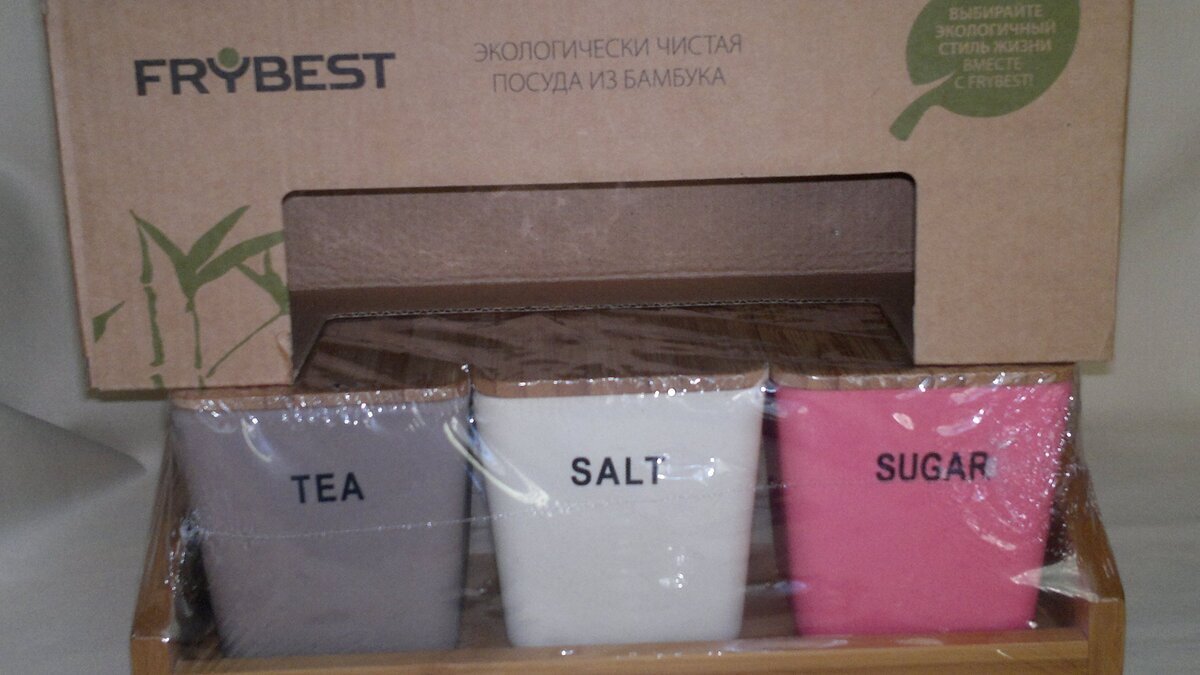 FRYBEST
ЭКОЛОГИЧЕСКИ ЧИСТАЯ
ПОСУДА ИЗ БАМБУКА
ВЫБИРАЙТЕ
ЭКОЛОГИЧНЫЙ
СТИЛЬ ЖИЗНИ
ВМЕСТЕ
С FRYBEST!
TEA
SALT
SUGAR